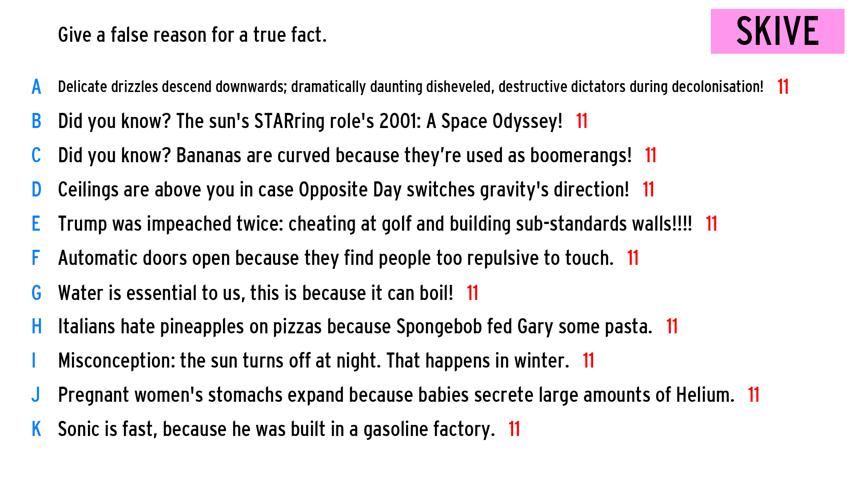 Give a false reason for a true fact.
SKIVE
A Delicate drizzles descend downwards; dramatically daunting disheveled, destructive dictators during decolonisation! 11
B Did you know? The sun's STARring role's 2001: A Space Odyssey! 11
C Did you know? Bananas are curved because they’re used as boomerangs! 11
D Ceilings are above you in case Opposite Day switches gravity's direction! 11
E Trump was impeached twice: cheating at golf and building sub-standards walls!!!! 11
F Automatic doors open because they find people too repulsive to touch. 11
G Water is essential to us, this is because it can boil! 11
H Italians hate pineapples on pizzas because Spongebob fed Gary some pasta. 11
I Misconception: the sun turns off at night. That happens in winter. 11
J Pregnant women's stomachs expand because babies secrete large amounts of Helium. 11
K Sonic is fast, because he was built in a gasoline factory. 11